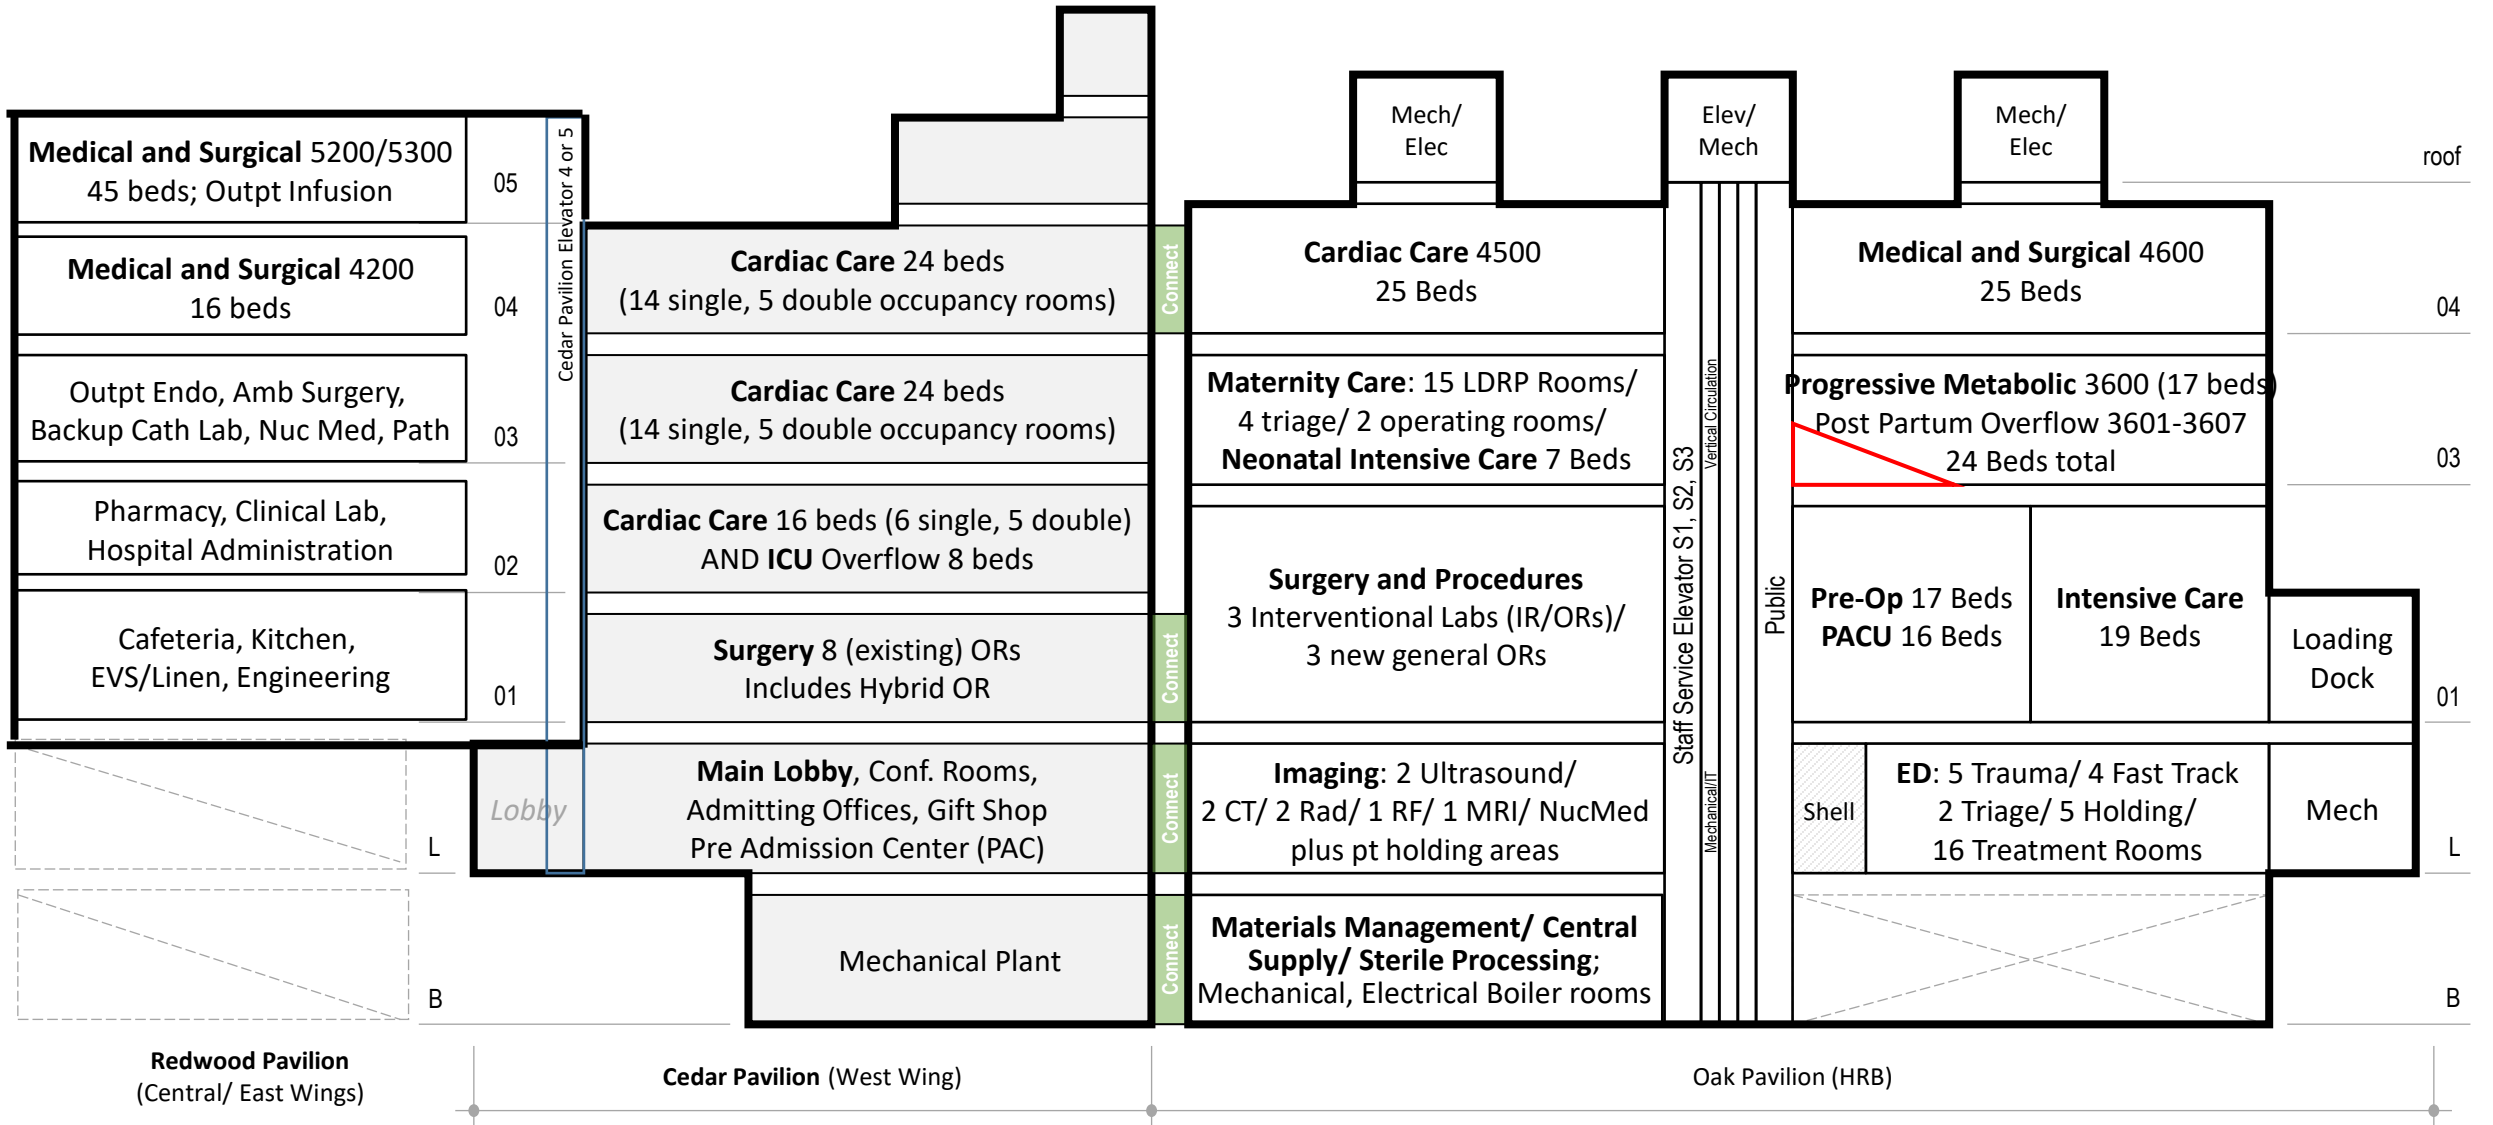 Medical and Surgical 5200/5300
45 beds; Outpt Infusion
05
Medical and Surgical 4200
16 beds
04
Outpt Endo, Amb Surgery,
Backup Cath Lab, Nuc Med, Path
03
Pharmacy, Clinical Lab,
Hospital Administration
02
Cafeteria, Kitchen,
EVS/Linen, Engineering
01
L
B
Cedar Pavilion Elevator 4 or 5
Lobby
Cardiac Care 24 beds
(14 single, 5 double occupancy rooms)
Cardiac Care 24 beds
(14 single, 5 double occupancy rooms)
Cardiac Care 16 beds (6 single, 5 double)
AND ICU Overflow 8 beds
Surgery 8 (existing) ORs
Includes Hybrid OR
Main Lobby, Conf. Rooms,
Admitting Offices, Gift Shop
Pre Admission Center (PAC)
Mechanical Plant
Connect
Connect
Connect
Connect
Mech/
Elec
Cardiac Care 4500
25 Beds
Maternity Care: 15 LDRP Rooms/
4 triage/ 2 operating rooms/
Neonatal Intensive Care 7 Beds
Surgery and Procedures
3 Interventional Labs (IR/ORs)/
3 new general ORs
Imaging: 2 Ultrasound/
2 CT/ 2 Rad/ 1 RF/ 1 MRI/ NucMed
plus pt holding areas
Materials Management/ Central
Supply/ Sterile Processing;
Mechanical, Electrical Boiler rooms
Elev/
Mech
Staff Service Elevator S1, S2, S3
Vertical Circulation
Mechanical/IT
Public
Mech/
Elec
Medical and Surgical 4600
25 Beds
Progressive Metabolic 3600 (17 beds)
Post Partum Overflow 3601-3607
24 Beds total
Pre-Op 17 Beds
PACU 16 Beds
Intensive Care
19 Beds
Loading
Dock
Shell
ED: 5 Trauma/ 4 Fast Track
2 Triage/ 5 Holding/
16 Treatment Rooms
Mech
roof
04
03
01
L
B
Redwood Pavilion
(Central/ East Wings)
Cedar Pavilion (West Wing)
Oak Pavilion (HRB)